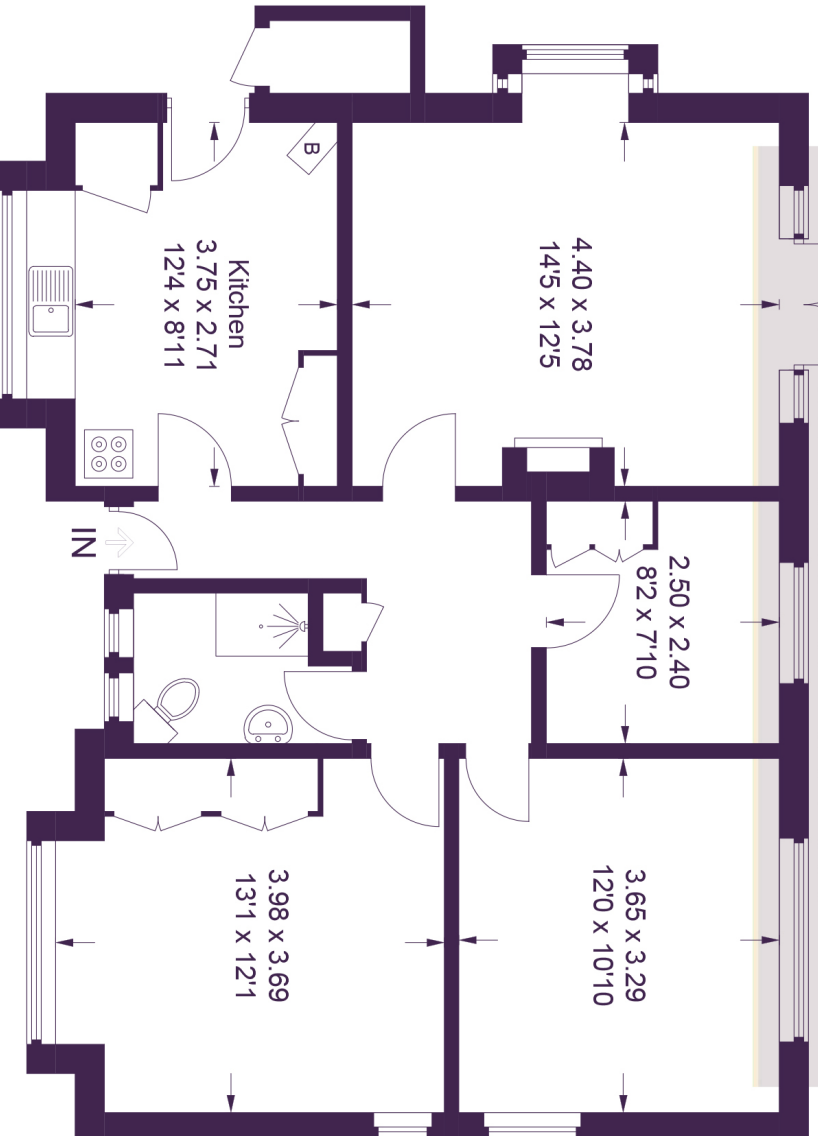 4.40 x 3.78
14'5 x 12'5
B
Kitchen
3.75 x 2.71
12'4 x 8'11
2.50 x 2.40
8'2 x 7'10
IN
3.65 x 3.29
12'0 x 10'10
3.98 x 3.69
13'1 x 12'1